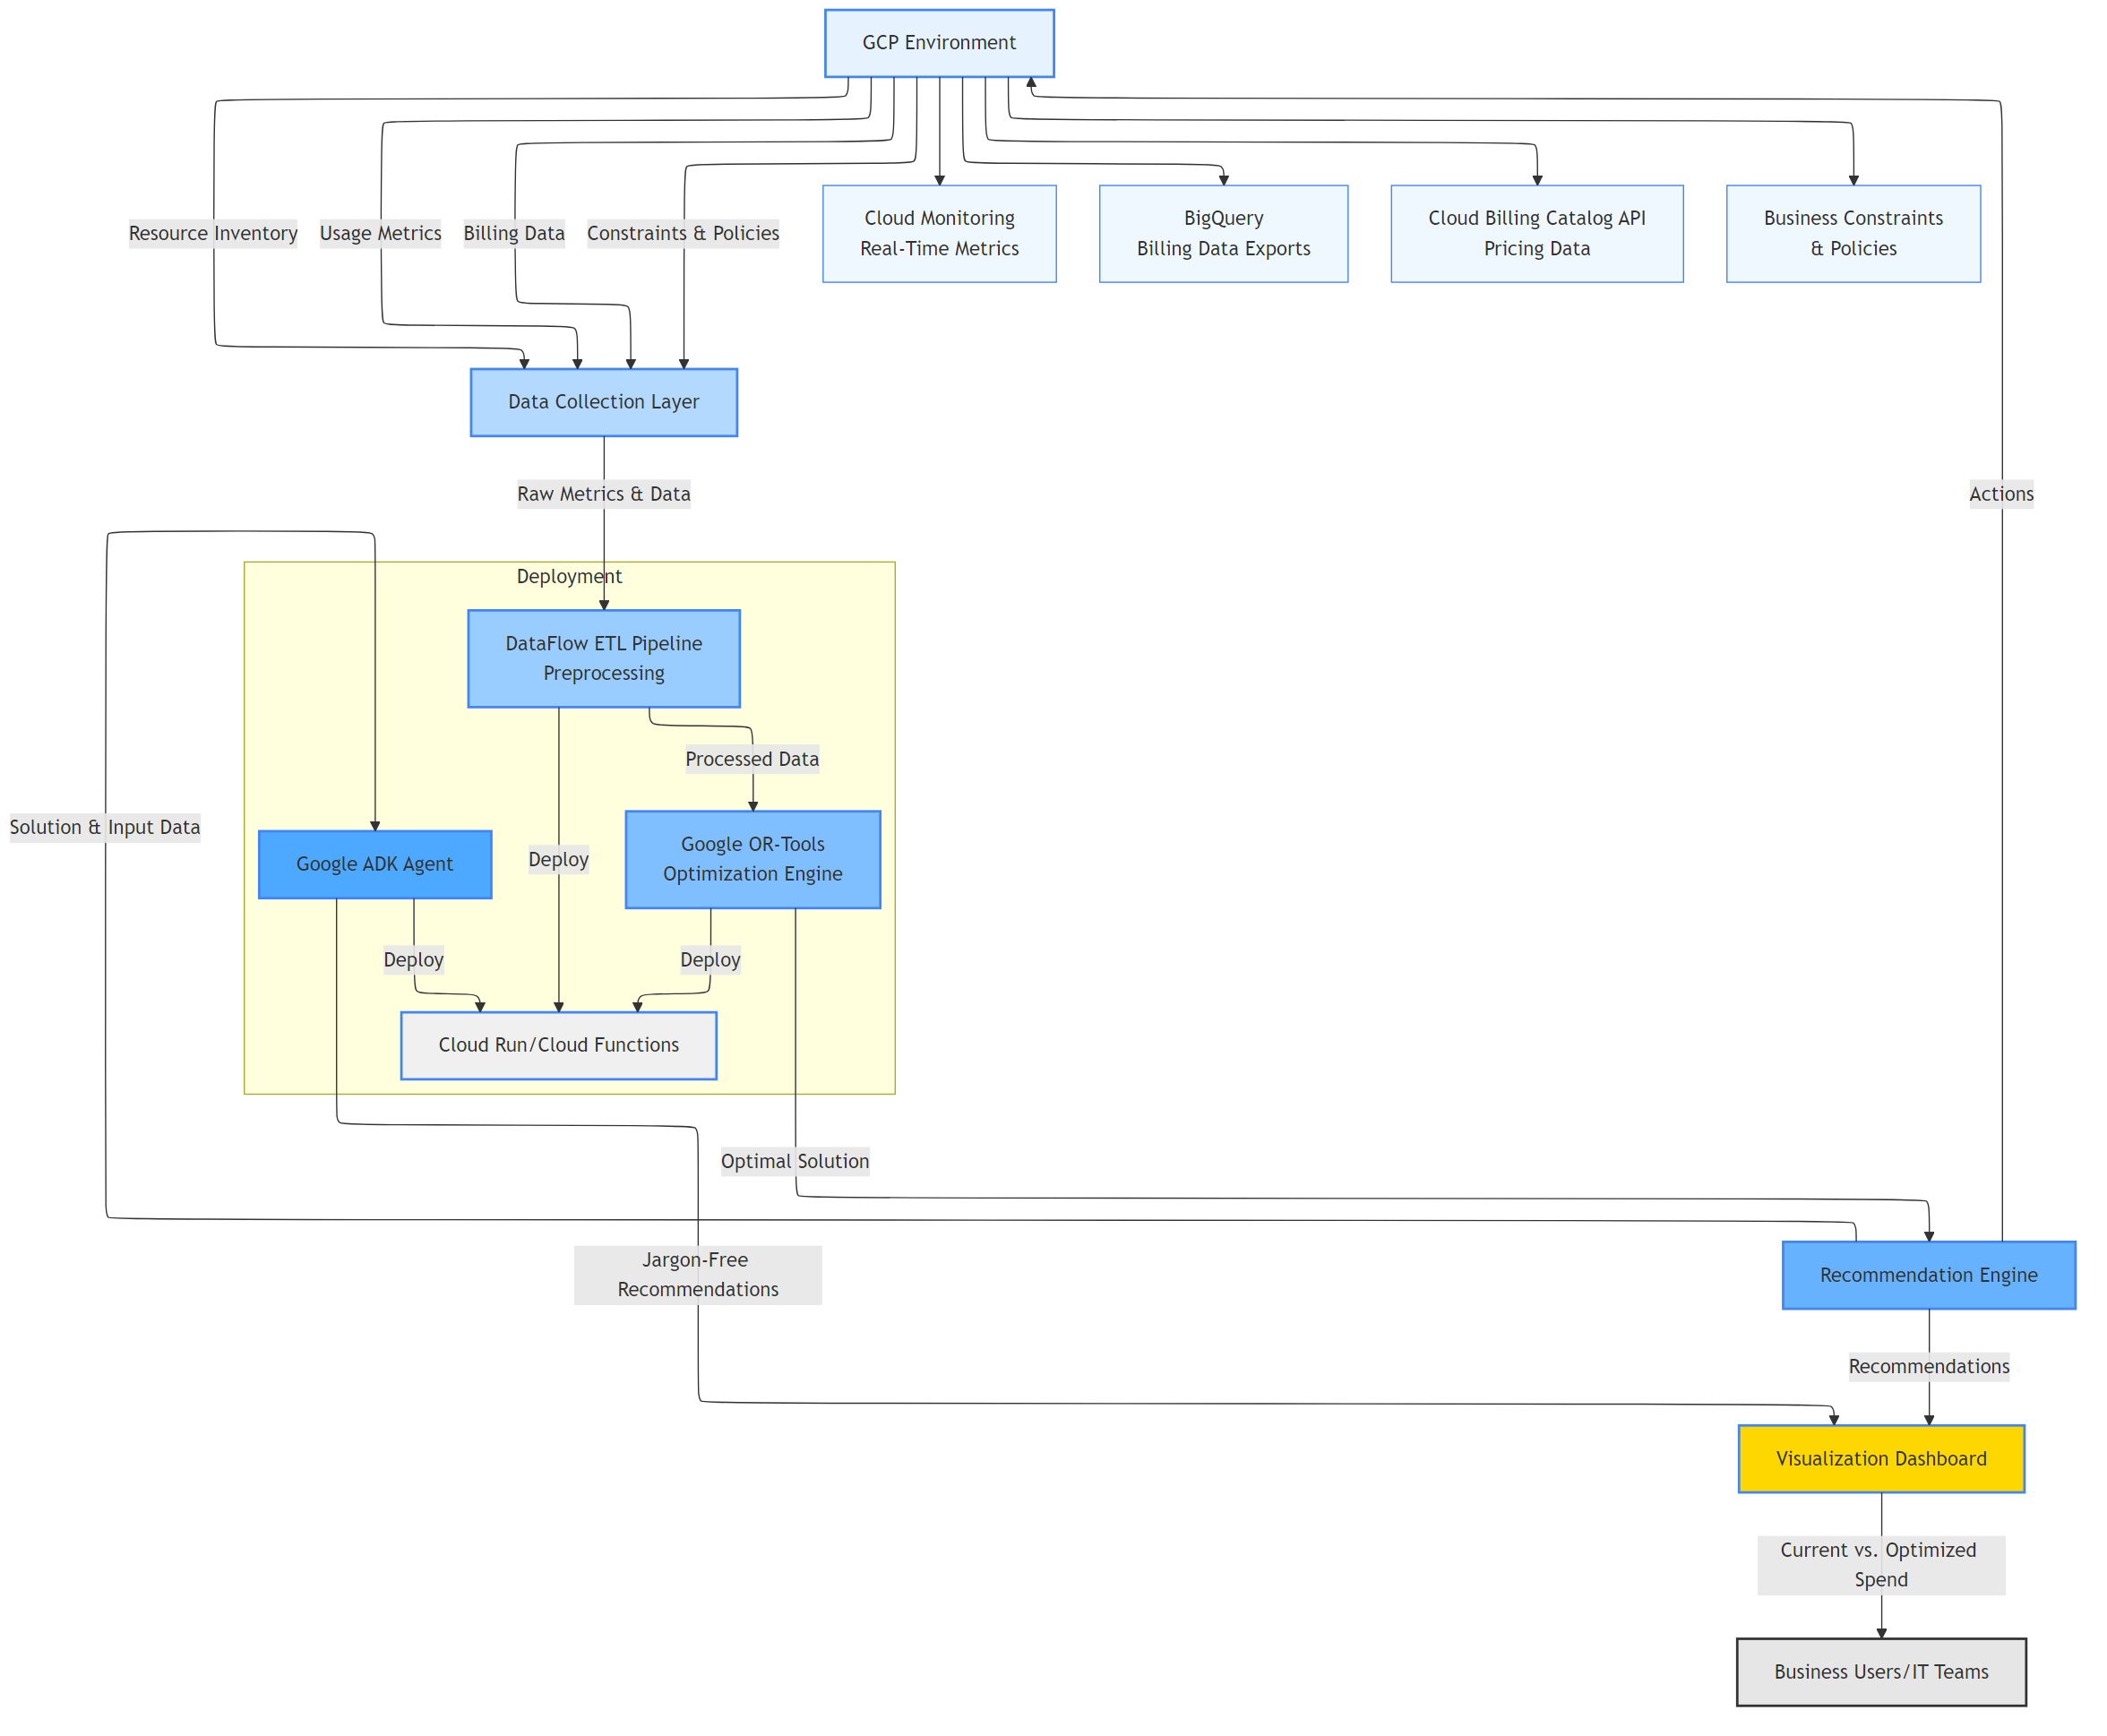 GCP Environment
Resource Inventory
Usage Metrics
Billing Data
Constraints & Policies
Cloud Monitoring
Real-Time Metrics
BigQuery
Billing Data Exports
Cloud Billing Catalog API
Pricing Data
Business Constraints
& Policies
Data Collection Layer
Raw Metrics & Data
Actions
Deployment
DataFlow ETL Pipeline
Preprocessing
Processed Data
Solution & Input Data
Google ADK Agent
Deploy
Google OR-Tools
Optimization Engine
Deploy
Deploy
Cloud Run/Cloud Functions
Optimal Solution
Jargon-Free
Recommendations
Recommendation Engine
Recommendations
Visualization Dashboard
Current vs. Optimized
Spend
Business Users/IT Teams